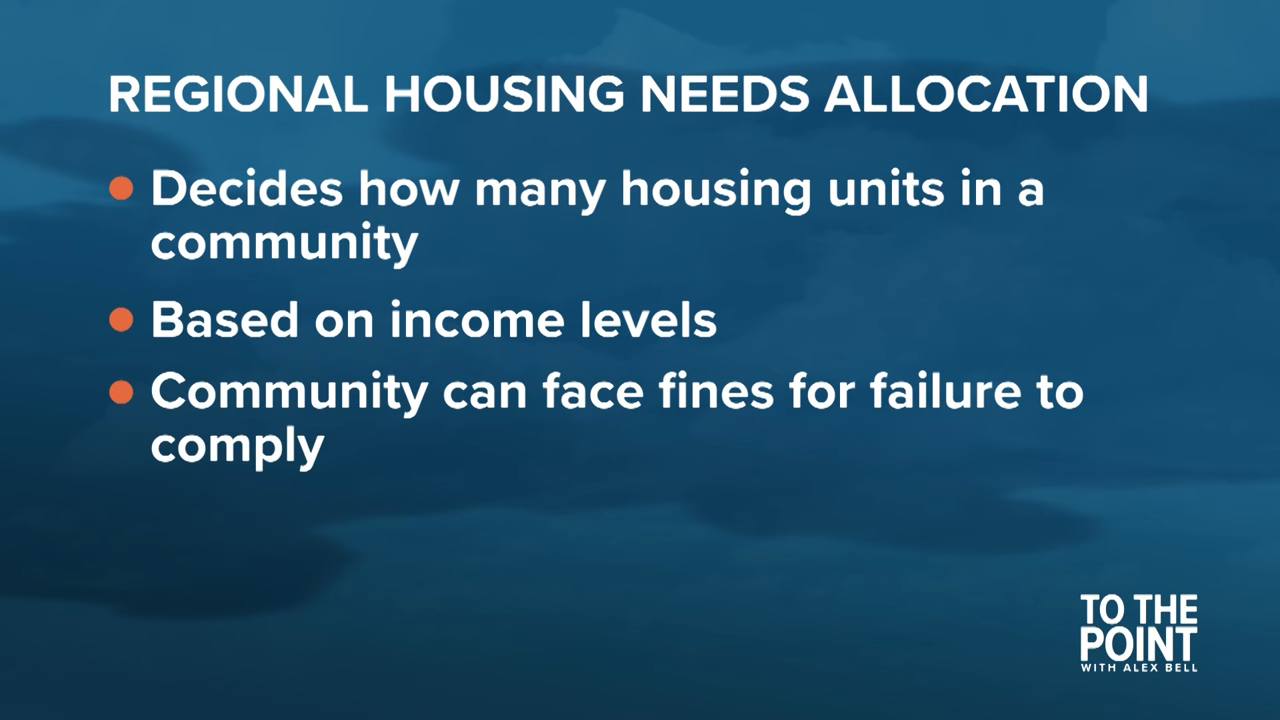 REGIONAL HOUSING NEEDS ALLOCATION
Decides how many housing units in a
community
Based on income levels
Community can face fines for failure to
comply
TO THE
POINT
WITH ALEX BELL